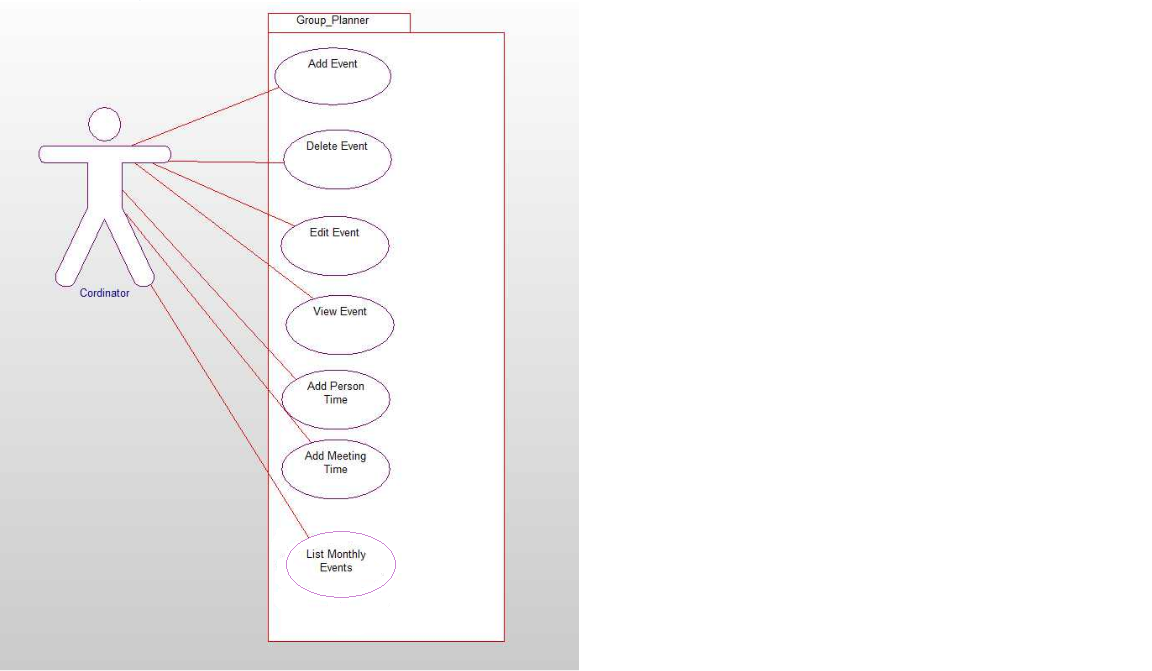 Group_Planner
Add Event
Delete Event
Edit Event
View Event
Add Person
Time
Add Meeting
Time
List Monthly
Events
Cordinator